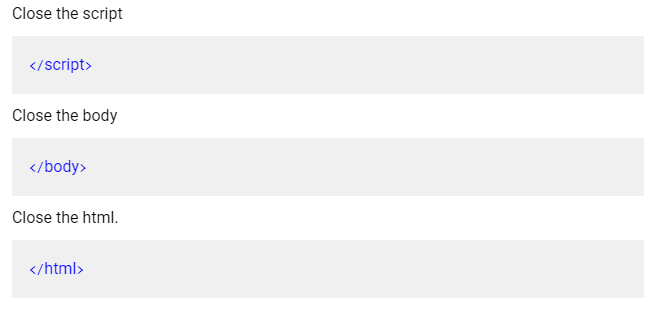 Close the script
</script>
Close the body
</body>
Close the html.
</html>